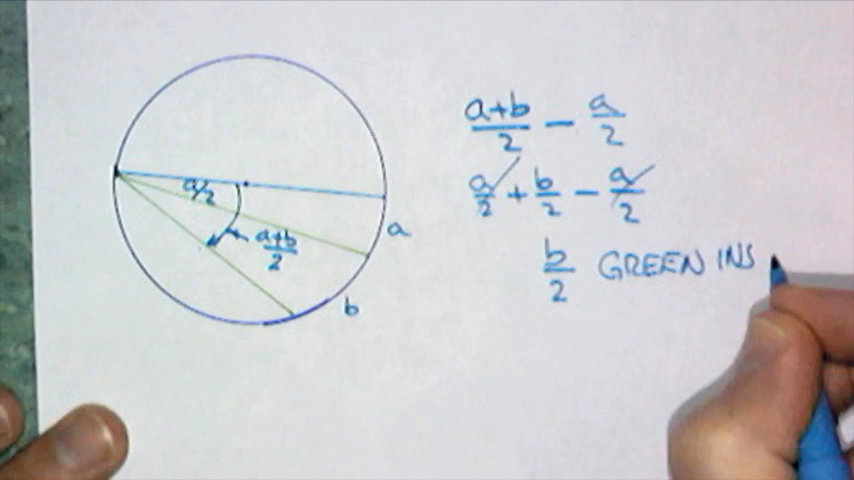 a+b/2 - a/2
a/2 + b/2 - a/2
b/2 GREEN INS
a/2
a+b/2
a
b